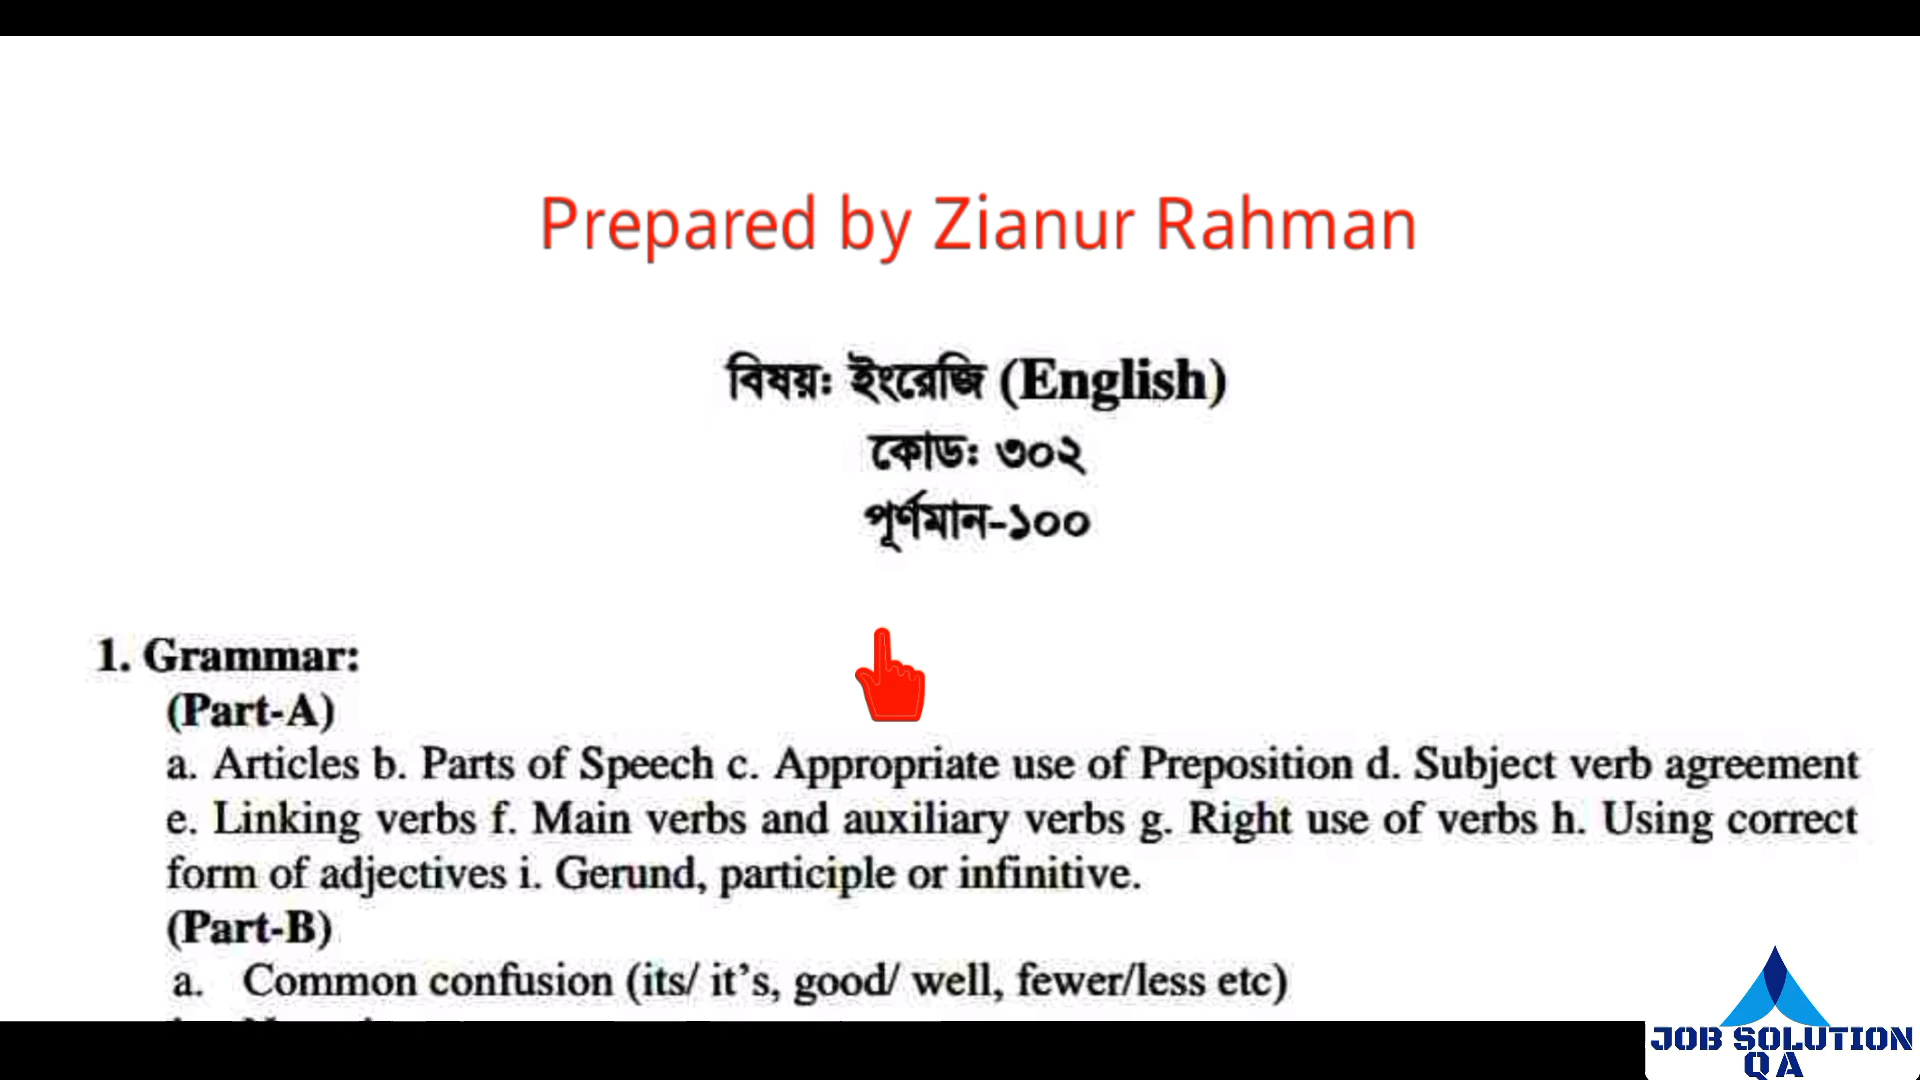 Prepared by Zianur Rahman
বিষয়ঃ ইংরেজি (English)
কোডঃ ৩০২
পূর্ণমান-১০০
1. Grammar:
(Part-A)
a. Articles b. Parts of Speech c. Appropriate use of Preposition d. Subject verb agreement
e. Linking verbs f. Main verbs and auxiliary verbs g. Right use of verbs h. Using correct
form of adjectives i. Gerund, participle or infinitive.
(Part-B)
a. Common confusion (its/ it's, good/ well, fewer/less etc)
JOB SOLUTION
QA